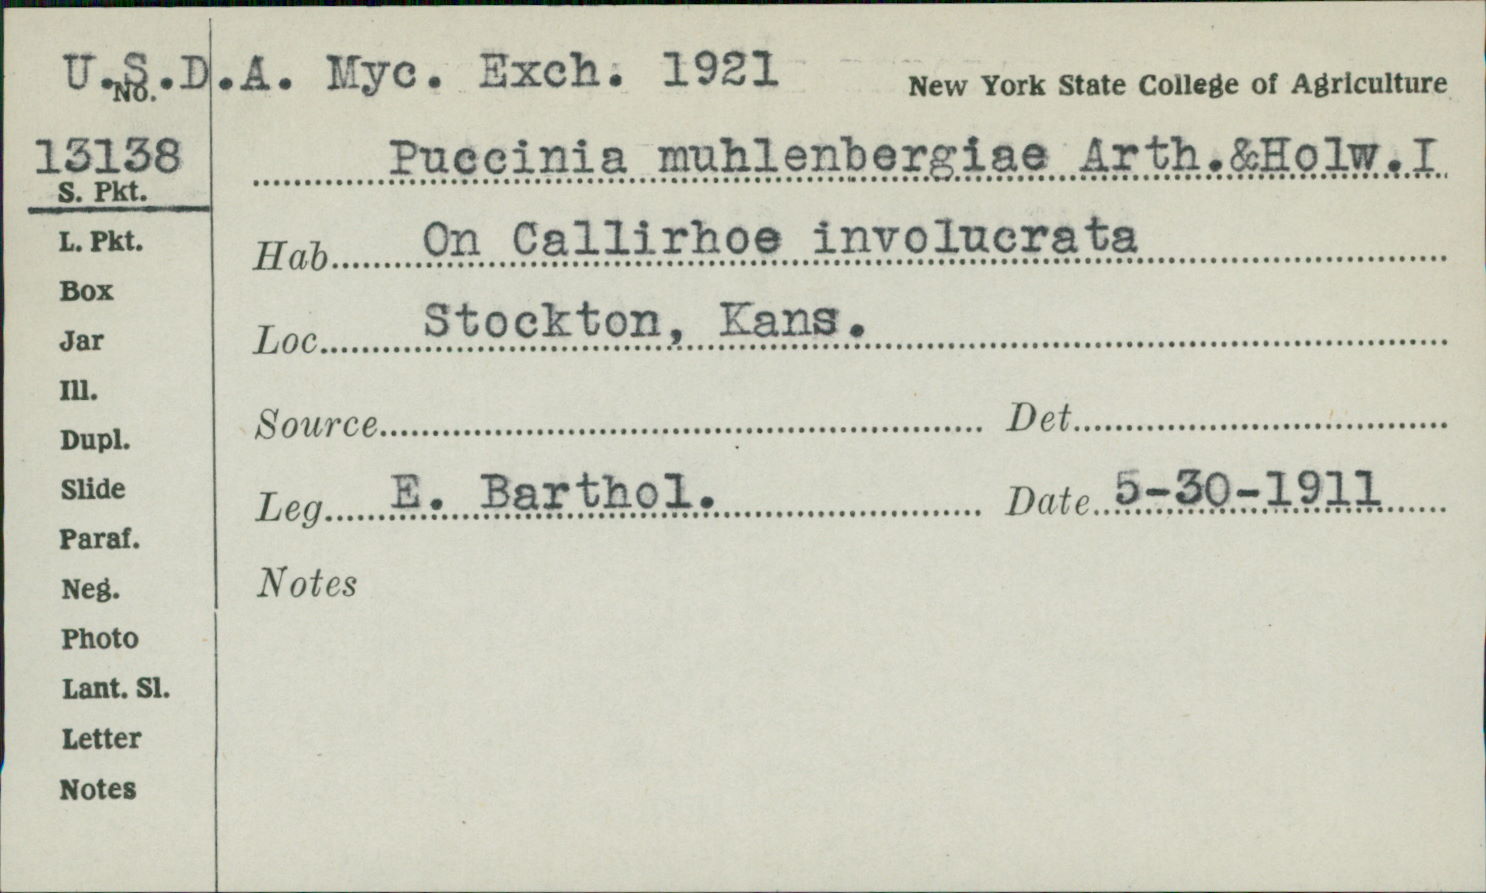 U.S.D.A. Myc. Exch. 1921
No.
New York State College of Agriculture
13138
Puccinia muhlenbergiae Arth.&Holw.I
S. Pkt.
L. Pkt.
Hab. On Callirhoe involucrata
Box
Jar
Loc. Stockton, Kans.
Ill.
Dupl.
Source Det.
Slide
Leg. E. Barthol. Date 5-30-1911
Paraf.
Neg.
Notes
Photo
Lant. Sl.
Letter
Notes